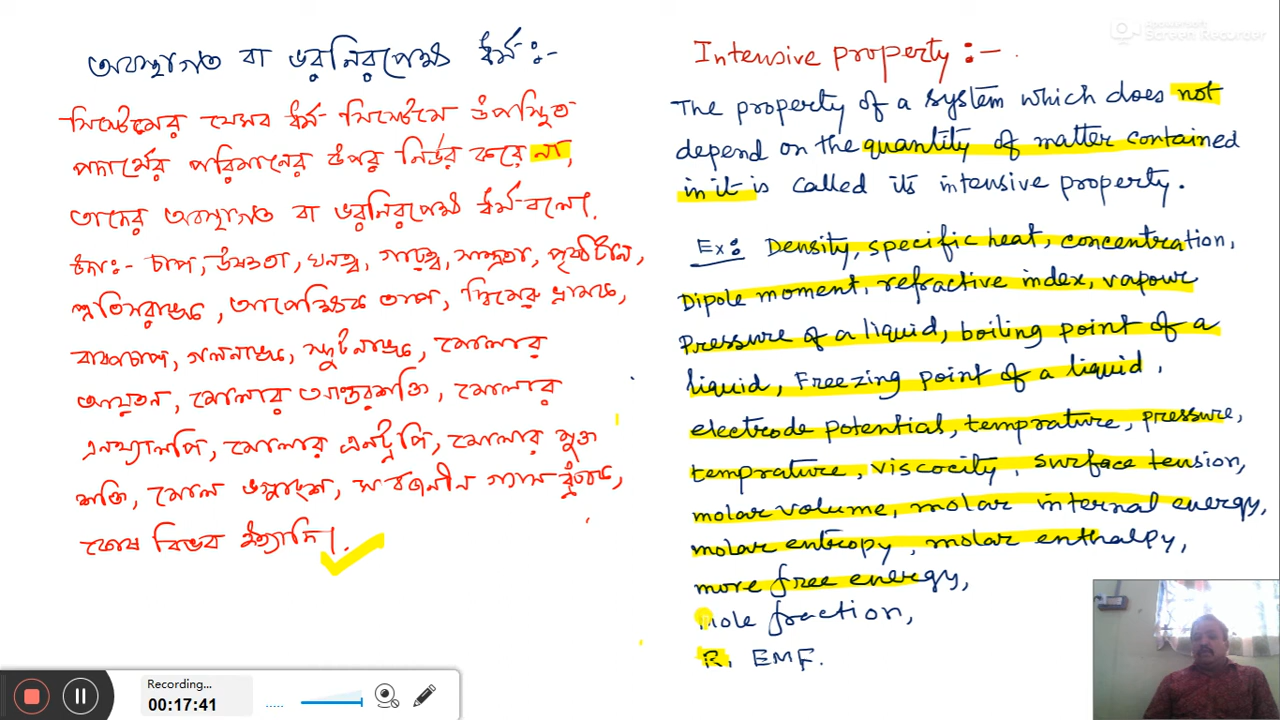 অবস্থাগত বা ভরনিরপেক্ষ ধর্ম :-
সিস্টেমের যেসব ধর্ম সিস্টেমে উপস্থিত
পদার্থের পরিমানের উপর নির্ভর করে না,
তাদের অবস্থাগত বা ভরনিরপেক্ষ ধর্ম বলে।
উদা:- চাপ, উষ্ণতা, ঘনত্ব, গাঢ়ত্ব, সান্দ্রতা, পৃষ্ঠটান,
প্রতিসরাঙ্ক, আপেক্ষিক তাপ, দ্বিমেরু ভ্রামক,
বাষ্পচাপ, গলনাঙ্ক, স্ফুটনাঙ্ক, মোলার
আয়তন, মোলার আন্তরশক্তি, মোলার
এনথ্যালপি, মোলার এনট্রপি, মোলার মুক্ত
শক্তি, মোল ভগ্নাংশ, সার্বজনীন গ্যাস ধ্রুবক,
কোষ বিভব ইত্যাদি।
Intensive property :-
The property of a system which does not
depend on the quantity of matter contained
in it is called its intensive property.
Ex: Density, specific heat, concentration,
Dipole moment, refractive index, vapour
Pressure of a liquid, boiling point of a
liquid, Freezing point of a liquid,
electrode potential, temprature, pressure,
temprature, viscocity, surface tension,
molar volume, molar internal energy,
molar entropy, molar enthalpy,
more free energy,
mole fraction,
R, EMF.
Apowersoft
Screen Recorder
Recording...
00:17:41